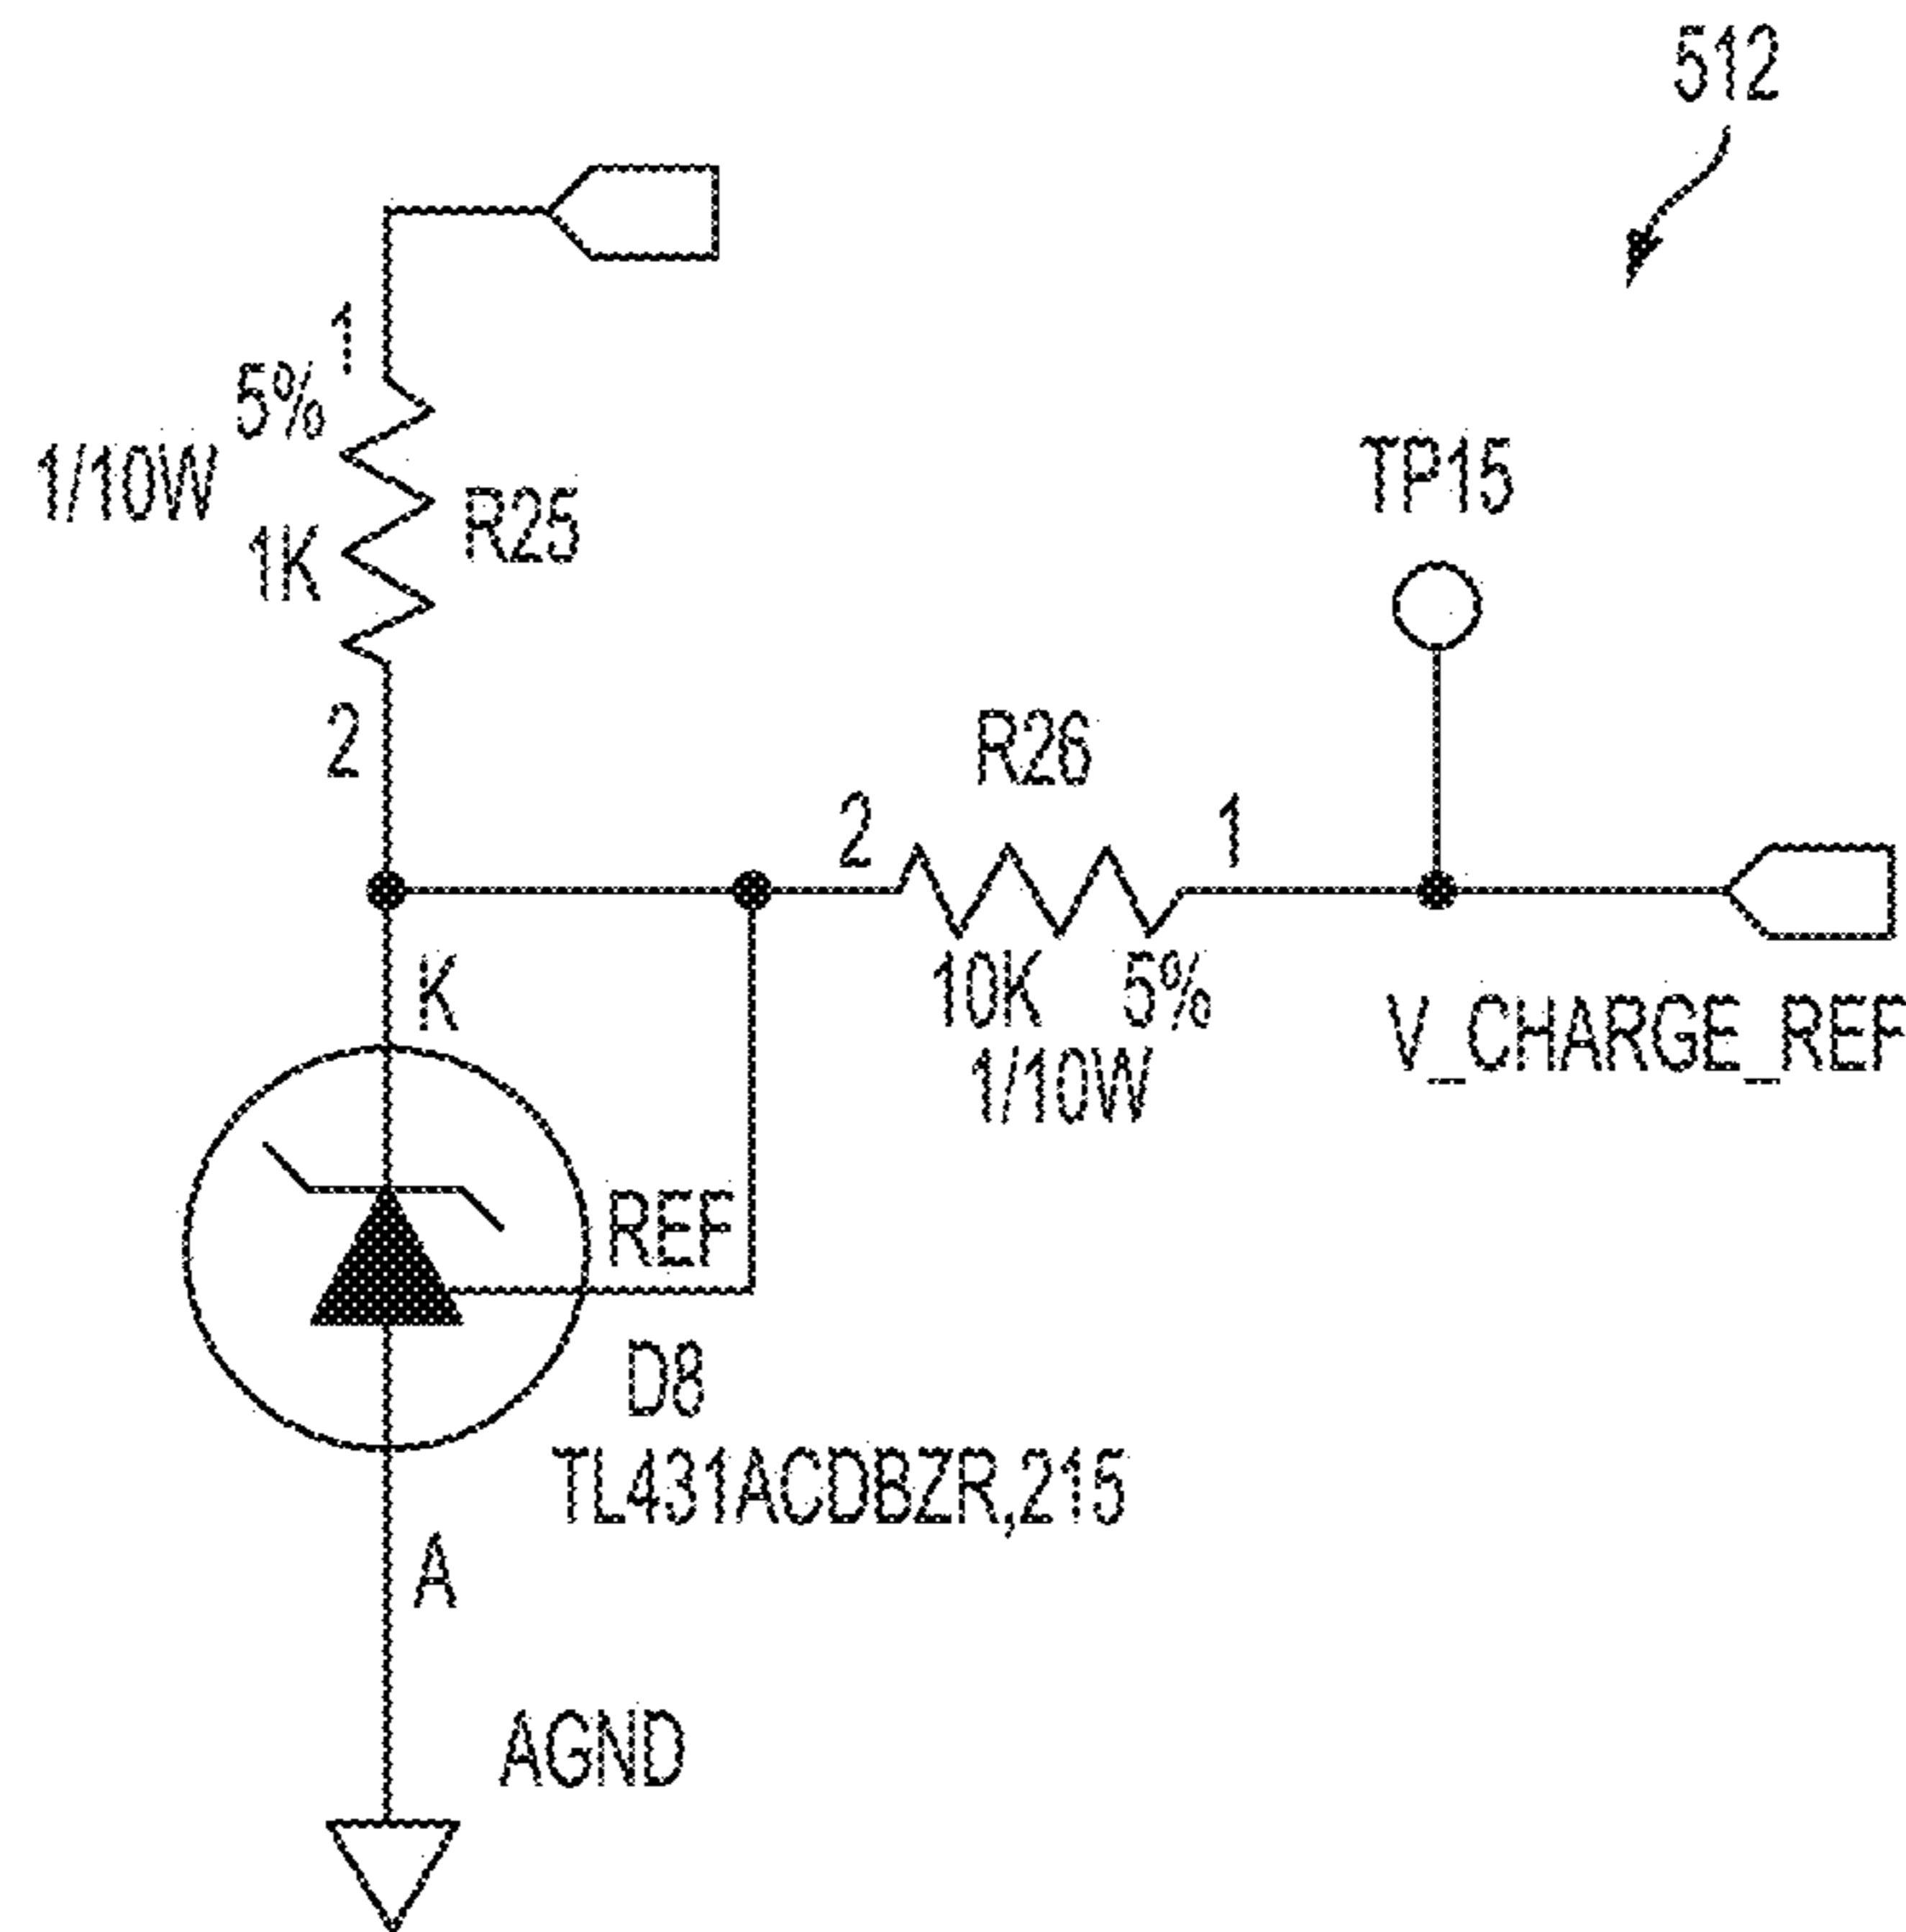 512
1
5%
1/10W
R25
1K
TP15
2
R26
2
1
K
10K 5%
1/10W
V_CHARGE_REF
REF
D8
TL431ACDBZR,215
A
AGND